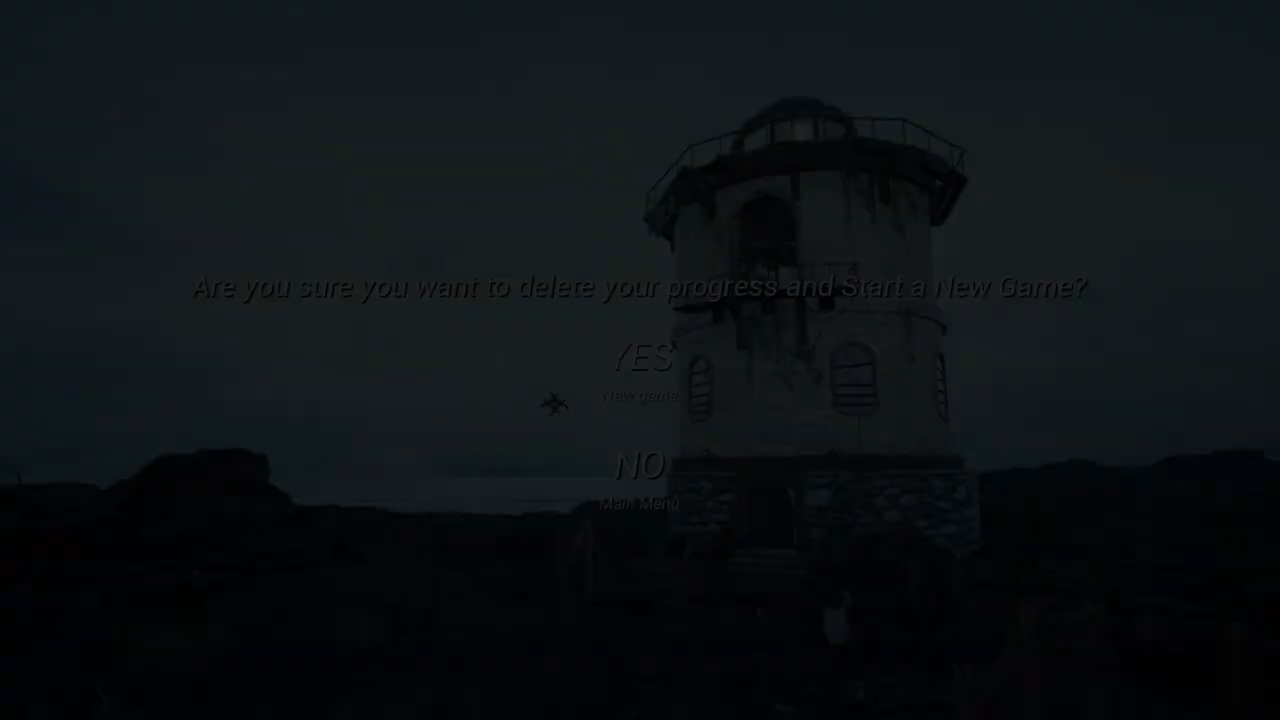 Are you sure you want to delete your progress and Start a New Game?
YES
New game
NO
Main Menu